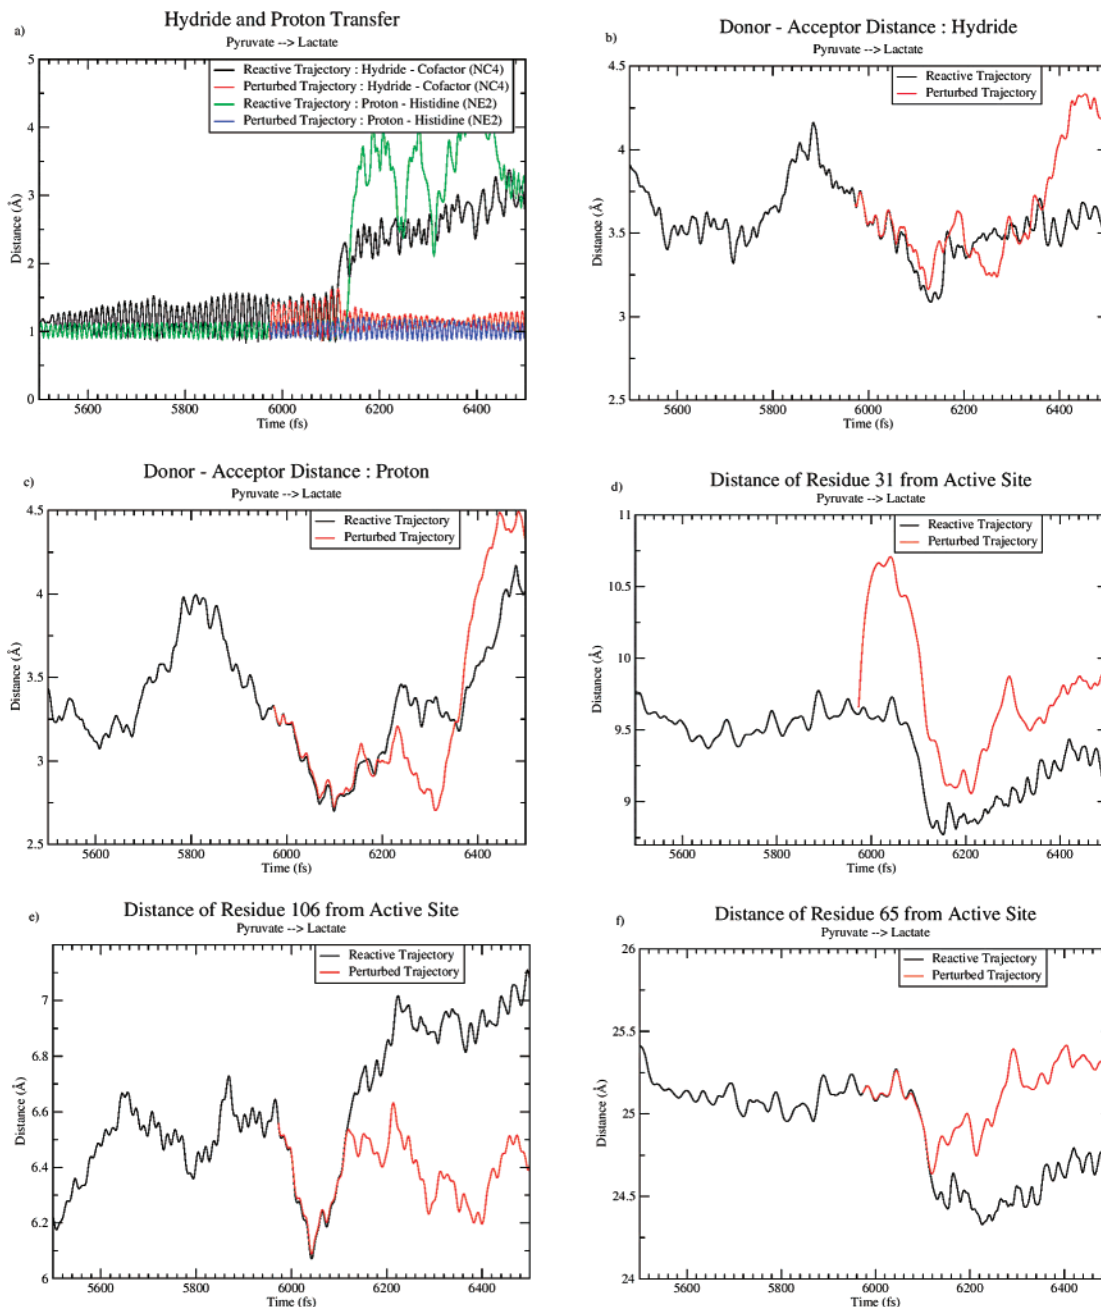 a)
Hydride and Proton Transfer
Pyruvate --> Lactate
Reactive Trajectory : Hydride - Cofactor (NC4)
Perturbed Trajectory : Hydride - Cofactor (NC4)
Reactive Trajectory : Proton - Histidine (NE2)
Perturbed Trajectory : Proton - Histidine (NE2)
Distance (Å)
5
4
3
2
1
0
5600 5800 6000 6200 6400
Time (fs)
b)
Donor - Acceptor Distance : Hydride
Pyruvate --> Lactate
Reactive Trajectory
Perturbed Trajectory
Distance (Å)
4.5
4
3.5
3
2.5
5600 5800 6000 6200 6400
Time (fs)
c)
Donor - Acceptor Distance : Proton
Pyruvate --> Lactate
Reactive Trajectory
Perturbed Trajectory
Distance (Å)
4.5
4
3.5
3
2.5
5600 5800 6000 6200 6400
Time (fs)
d)
Distance of Residue 31 from Active Site
Pyruvate --> Lactate
Reactive Trajectory
Perturbed Trajectory
Distance (Å)
11
10.5
10
9.5
9
5600 5800 6000 6200 6400
Time (fs)
e)
Distance of Residue 106 from Active Site
Pyruvate --> Lactate
Reactive Trajectory
Perturbed Trajectory
Distance (Å)
7
6.8
6.6
6.4
6.2
6
5600 5800 6000 6200 6400
Time (fs)
f)
Distance of Residue 65 from Active Site
Pyruvate --> Lactate
Reactive Trajectory
Perturbed Trajectory
Distance (Å)
26
25.5
25
24.5
24
5600 5800 6000 6200 6400
Time (fs)